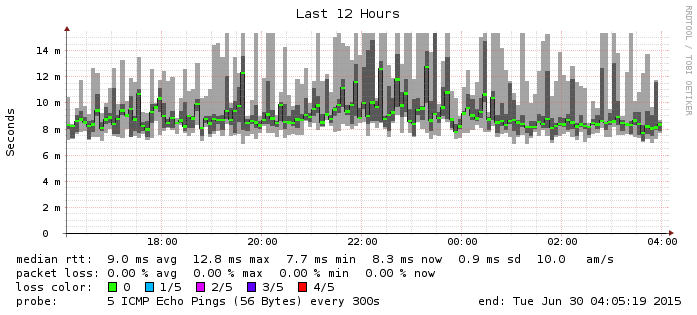 Last 12 Hours
RRDTOOL / TOBI OETIKER
Seconds
14 m
12 m
10 m
8 m
6 m
4 m
2 m
0
18:00 20:00 22:00 00:00 02:00 04:00
median rtt: 9.0 ms avg 12.8 ms max 7.7 ms min 8.3 ms now 0.9 ms sd 10.0 am/s
packet loss: 0.00 % avg 0.00 % max 0.00 % min 0.00 % now
loss color: 0 1/5 2/5 3/5 4/5
probe: 5 ICMP Echo Pings (56 Bytes) every 300s end: Tue Jun 30 04:05:19 2015